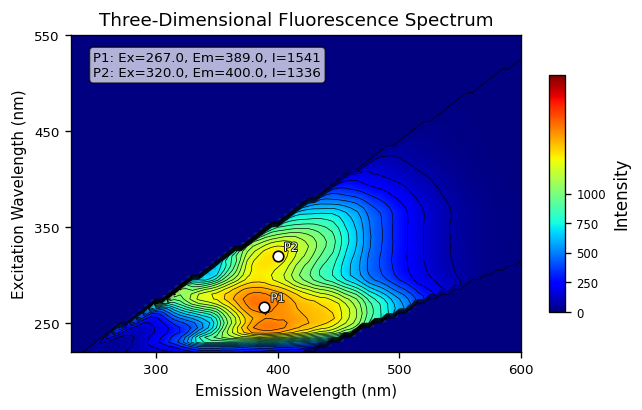 Three-Dimensional Fluorescence Spectrum
P1: Ex=267.0, Em=389.0, I=1541
P2: Ex=320.0, Em=400.0, I=1336
550
450
350
250
Excitation Wavelength (nm)
P2
P1
300
400
500
600
Emission Wavelength (nm)
1000
750
500
250
0
Intensity